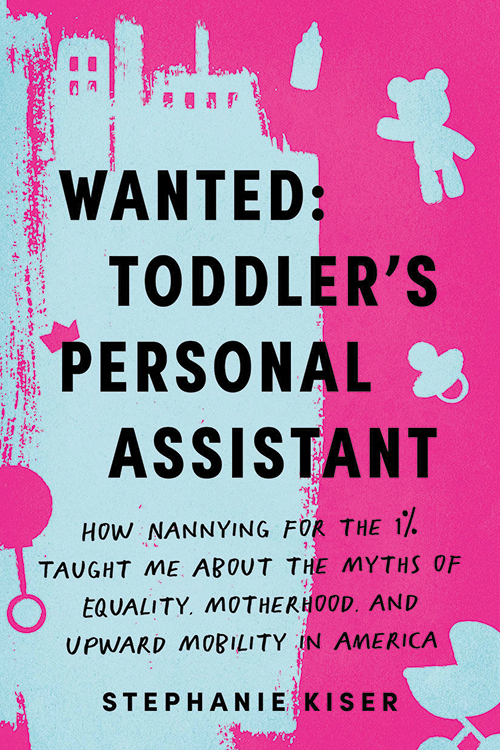 WANTED:
TODDLER'S
PERSONAL
ASSISTANT
HOW NANNYING FOR THE 1%
TAUGHT ME ABOUT THE MYTHS OF
EQUALITY, MOTHERHOOD, AND
UPWARD MOBILITY IN AMERICA
STEPHANIE KISER